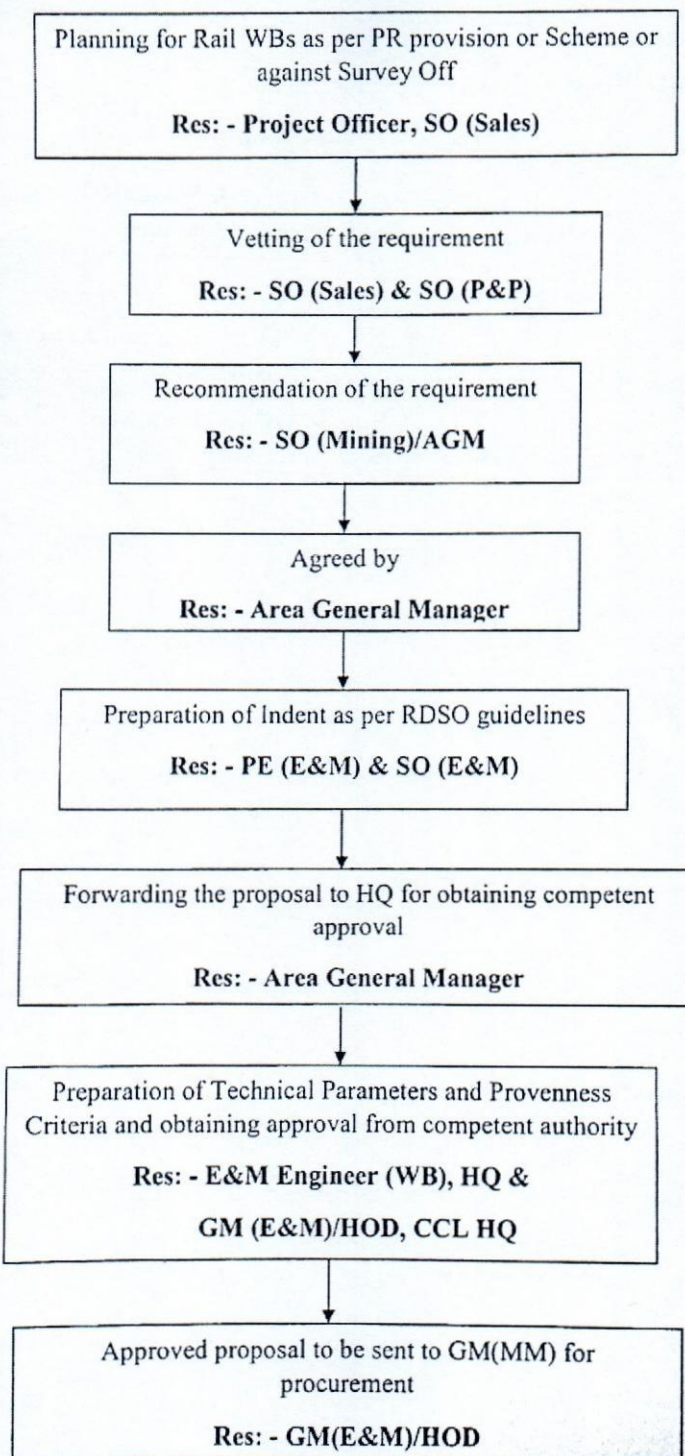 Planning for Rail WBs as per PR provision or Scheme or
against Survey Off
Res: - Project Officer, SO (Sales)
Vetting of the requirement
Res: - SO (Sales) & SO (P&P)
Recommendation of the requirement
Res: - SO (Mining)/AGM
Agreed by
Res: - Area General Manager
Preparation of Indent as per RDSO guidelines
Res: - PE (E&M) & SO (E&M)
Forwarding the proposal to HQ for obtaining competent
approval
Res: - Area General Manager
Preparation of Technical Parameters and Provenness
Criteria and obtaining approval from competent authority
Res: - E&M Engineer (WB), HQ &
GM (E&M)/HOD, CCL HQ
Approved proposal to be sent to GM(MM) for
procurement
Res: - GM(E&M)/HOD